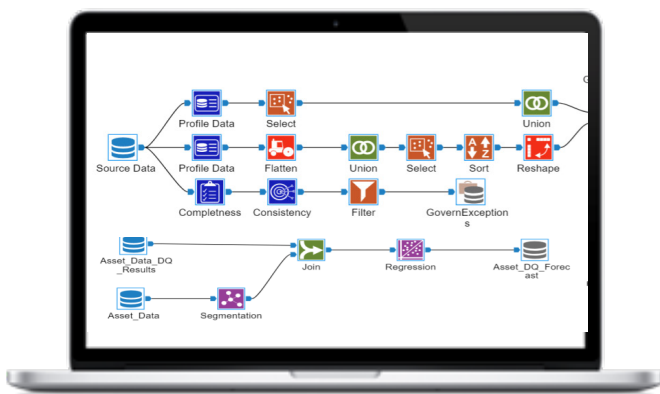 G
Profile Data
Select
Union
Source Data
Profile Data
Flatten
Union
Select
A
Z
Sort
Reshape
Completness
Consistency
Filter
GovernException
s
Asset_Data_DQ
_Results
Join
Regression
Asset_DQ_Forec
ast
Asset_Data
Segmentation